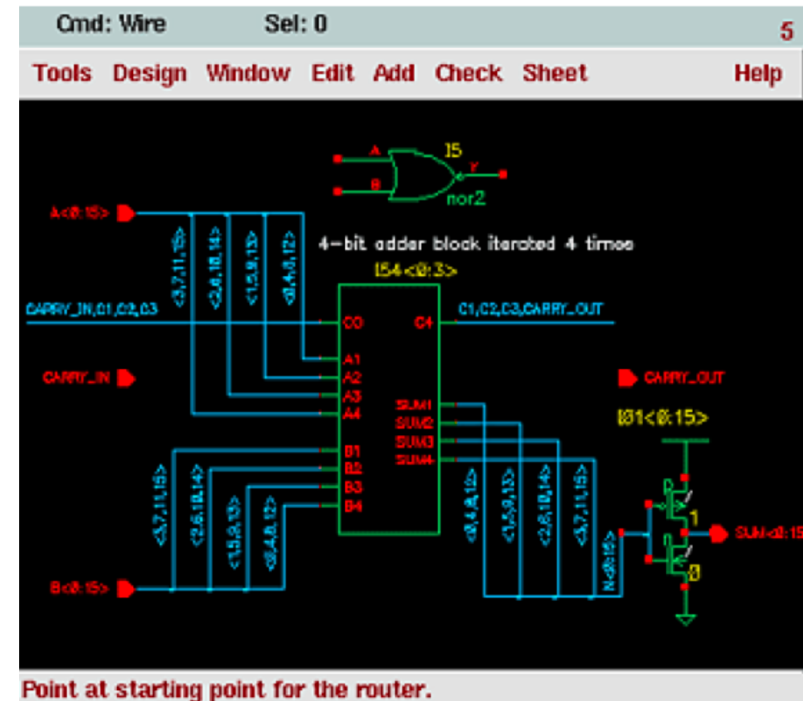 Cmd: Wire Sel: 0 5
Tools Design Window Edit Add Check Sheet Help
A I5
Y
B
nor2
A<0:15>
4-bit adder block iterated 4 times
I54<0:3>
<3,7,11,15> <2,6,10,14> <1,5,9,13> <0,4,8,12>
CARRY_IN,C1,C2,C3 C0 C4 C1,C2,C3,CARRY_OUT
A1
CARRY_IN A2 CARRY_OUT
A3
A4 SUM1
SUM2
SUM3
SUM4
I31<0:15>
B1
B2
B3
B4
<3,7,11,15> <2,6,10,14> <1,5,9,13> <0,4,8,12>
<0,4,8,12> <1,5,9,13> <2,6,10,14> <3,7,11,15>
1
SUM<0:15
N<0:15>
0
B<0:15>
Point at starting point for the router.